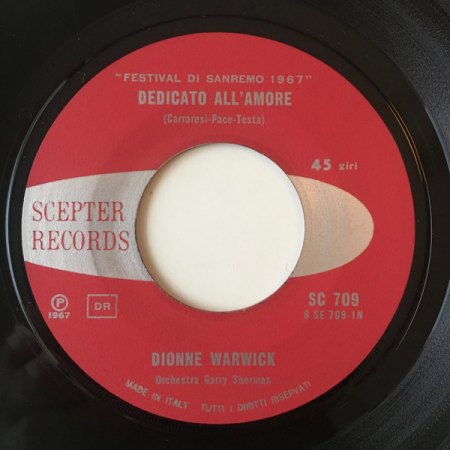 "FESTIVAL DI SANREMO 1967"
DEDICATO ALL'AMORE
(Carraresi-Pace-Testa)
45 giri
SCEPTER
RECORDS
P
1967
DR
SC 709
8 SE 709-1N
DIONNE WARWICK
Orchestra Garry Sherman
MADE IN ITALY TUTTI I DIRITTI RISERVATI